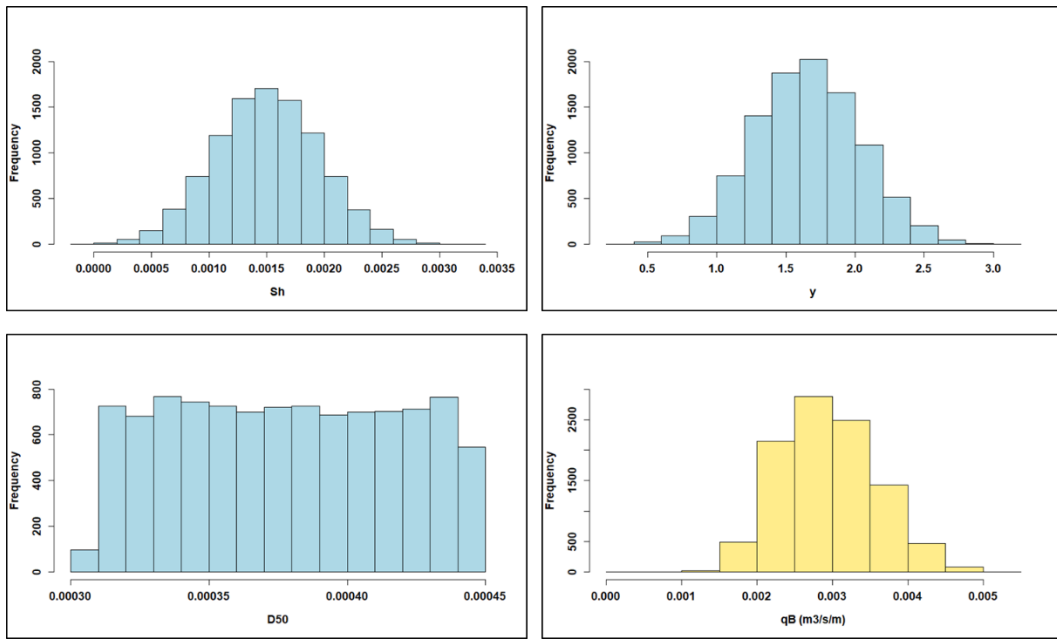 Frequency
0 500 1000 1500 2000
0.0000 0.0005 0.0010 0.0015 0.0020 0.0025 0.0030 0.0035
Sh
Frequency
0 500 1000 1500 2000
0.5 1.0 1.5 2.0 2.5 3.0
y
Frequency
0 200 400 600 800
0.00030 0.00035 0.00040 0.00045
D50
Frequency
0 500 1500 2500
0.000 0.001 0.002 0.003 0.004 0.005
qB (m3/s/m)